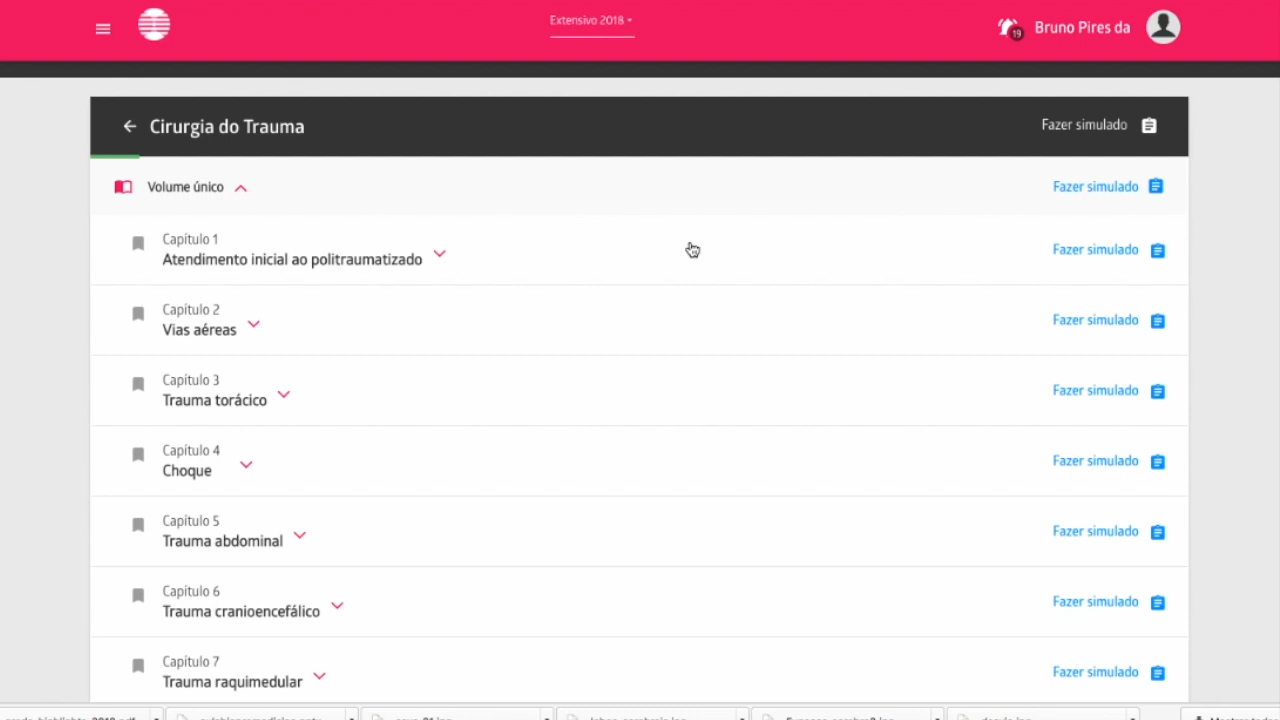 Extensivo 2018
19
Bruno Pires da
Cirurgia do Trauma
Fazer simulado
Volume único
Fazer simulado
Capítulo 1
Atendimento inicial ao politraumatizado
Fazer simulado
Capítulo 2
Vias aéreas
Fazer simulado
Capítulo 3
Trauma torácico
Fazer simulado
Capítulo 4
Choque
Fazer simulado
Capítulo 5
Trauma abdominal
Fazer simulado
Capítulo 6
Trauma cranioencefálico
Fazer simulado
Capítulo 7
Trauma raquimedular
Fazer simulado